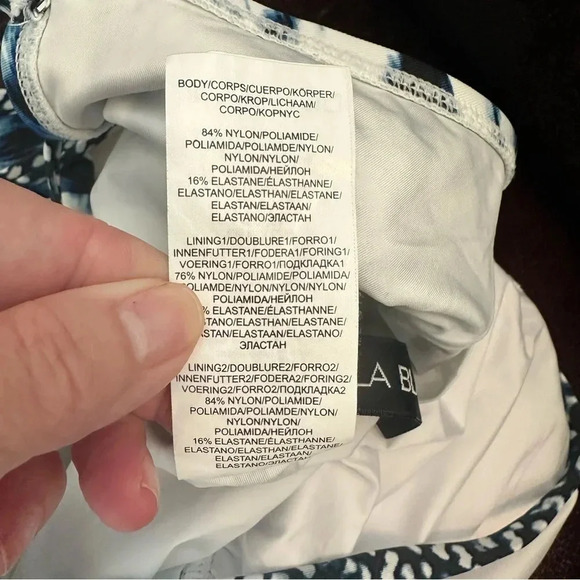 BODY/CORPS/CUERPO/KÖRPER/
CORPO/KROP/LICHAAM/
CORPO/КОРПУС
84% NYLON/POLIAMIDE/
POLIAMIDA/POLIAMDE/NYLON/
NYLON/NYLON/
POLIAMIDA/НЕЙЛОН
16% ELASTANE/ÉLASTHANNE/
ELASTANO/ELASTHAN/ELASTANE/
ELASTAN/ELASTAAN/
ELASTANO/ЭЛАСТАН
LINING1/DOUBLURE1/FORRO1/
INNENFUTTER1/FODERA1/FORING1/
VOERING1/FORRO1/ПОДКЛАДКА1
76% NYLON/POLIAMIDE/POLIAMIDA/
POLIAMDE/NYLON/NYLON/NYLON/
POLIAMIDA/НЕЙЛОН
% ELASTANE/ÉLASTHANNE/
STANO/ELASTHAN/ELASTANE/
STAN/ELASTAAN/ELASTANO/
ЭЛАСТАН
LINING2/DOUBLURE2/FORRO2/
INNENFUTTER2/FODERA2/FORING2/
VOERING2/FORRO2/ПОДКЛАДКА2
84% NYLON/POLIAMIDE/
POLIAMIDA/POLIAMDE/NYLON/
NYLON/NYLON/
POLIAMIDA/НЕЙЛОН
16% ELASTANE/ÉLASTHANNE/
ELASTANO/ELASTHAN/ELASTANE/
ELASTAN/ELASTAAN/
ELASTANO/ЭЛАСТАН
LA BL